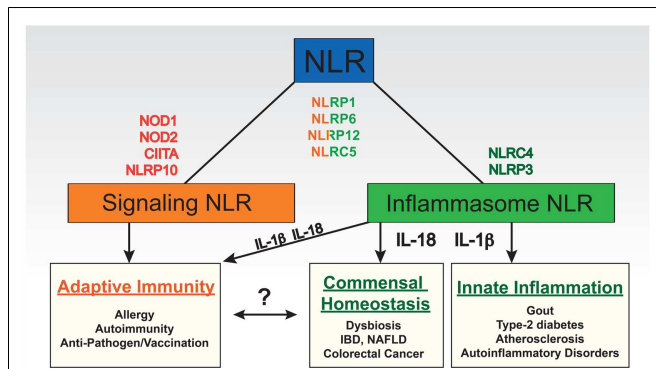 NLR
NLRP1
NLRP6
NLRP12
NLRC5
NOD1
NOD2
CIITA
NLRP10
NLRC4
NLRP3
Signaling NLR
Inflammasome NLR
IL-1β IL-18
IL-18
IL-1β
Adaptive Immunity
Allergy
Autoimmunity
Anti-Pathogen/Vaccination
?
Commensal
Homeostasis
Dysbiosis
IBD, NAFLD
Colorectal Cancer
Innate Inflammation
Gout
Type-2 diabetes
Atherosclerosis
Autoinflammatory Disorders